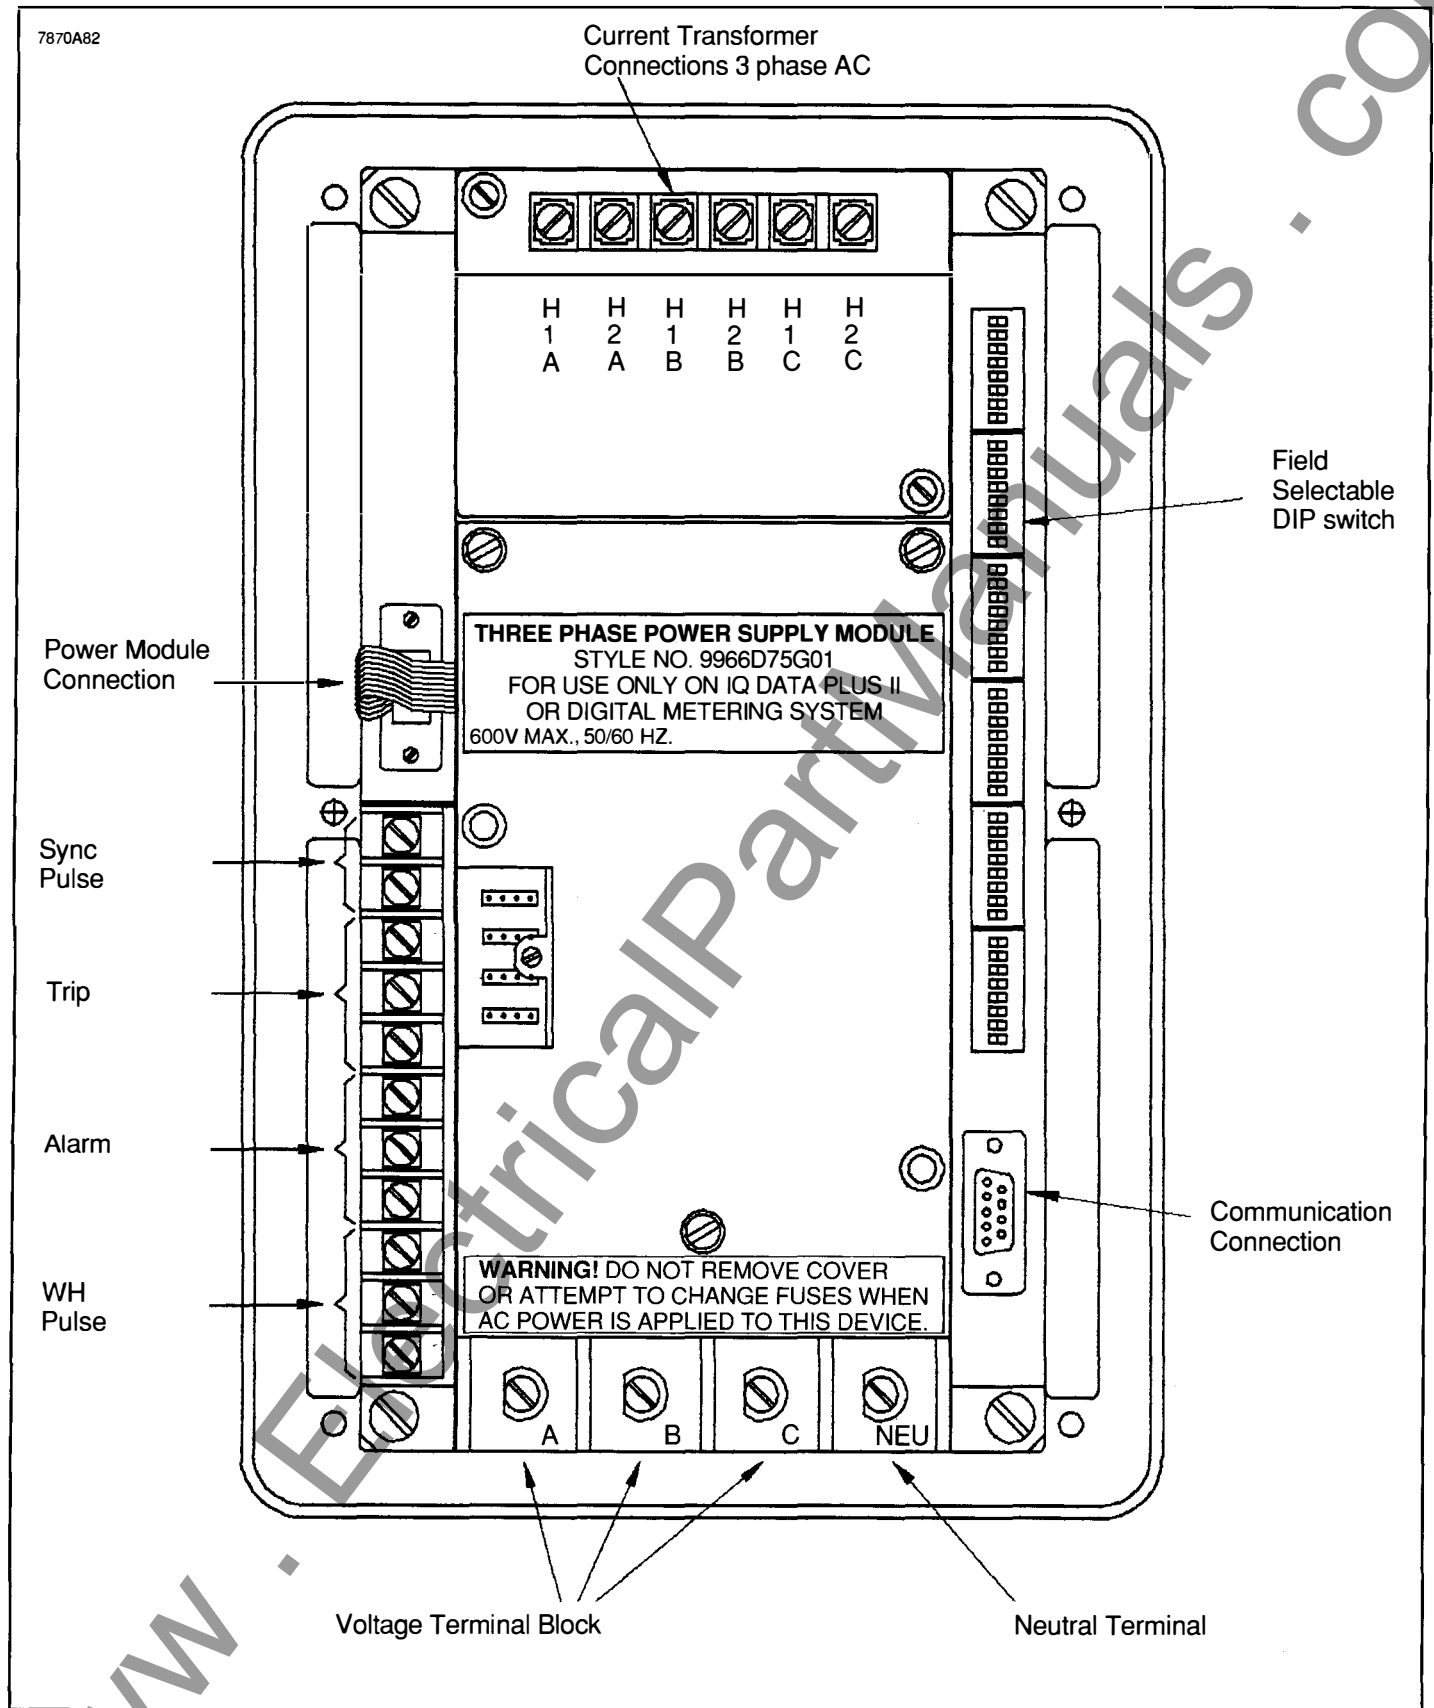 7870A82
Current Transformer
Connections 3 phase AC
H H H H H H
1 2 1 2 1 2
A A B B C C
Field
Selectable
DIP switch
THREE PHASE POWER SUPPLY MODULE
STYLE NO. 9966D75G01
FOR USE ONLY ON IQ DATA PLUS II
OR DIGITAL METERING SYSTEM
600V MAX., 50/60 HZ.
Power Module
Connection
Sync
Pulse
Trip
Alarm
WH
Pulse
Communication
Connection
WARNING! DO NOT REMOVE COVER
OR ATTEMPT TO CHANGE FUSES WHEN
AC POWER IS APPLIED TO THIS DEVICE.
A B C NEU
Voltage Terminal Block
Neutral Terminal
w . ElectricalPartManuals . co